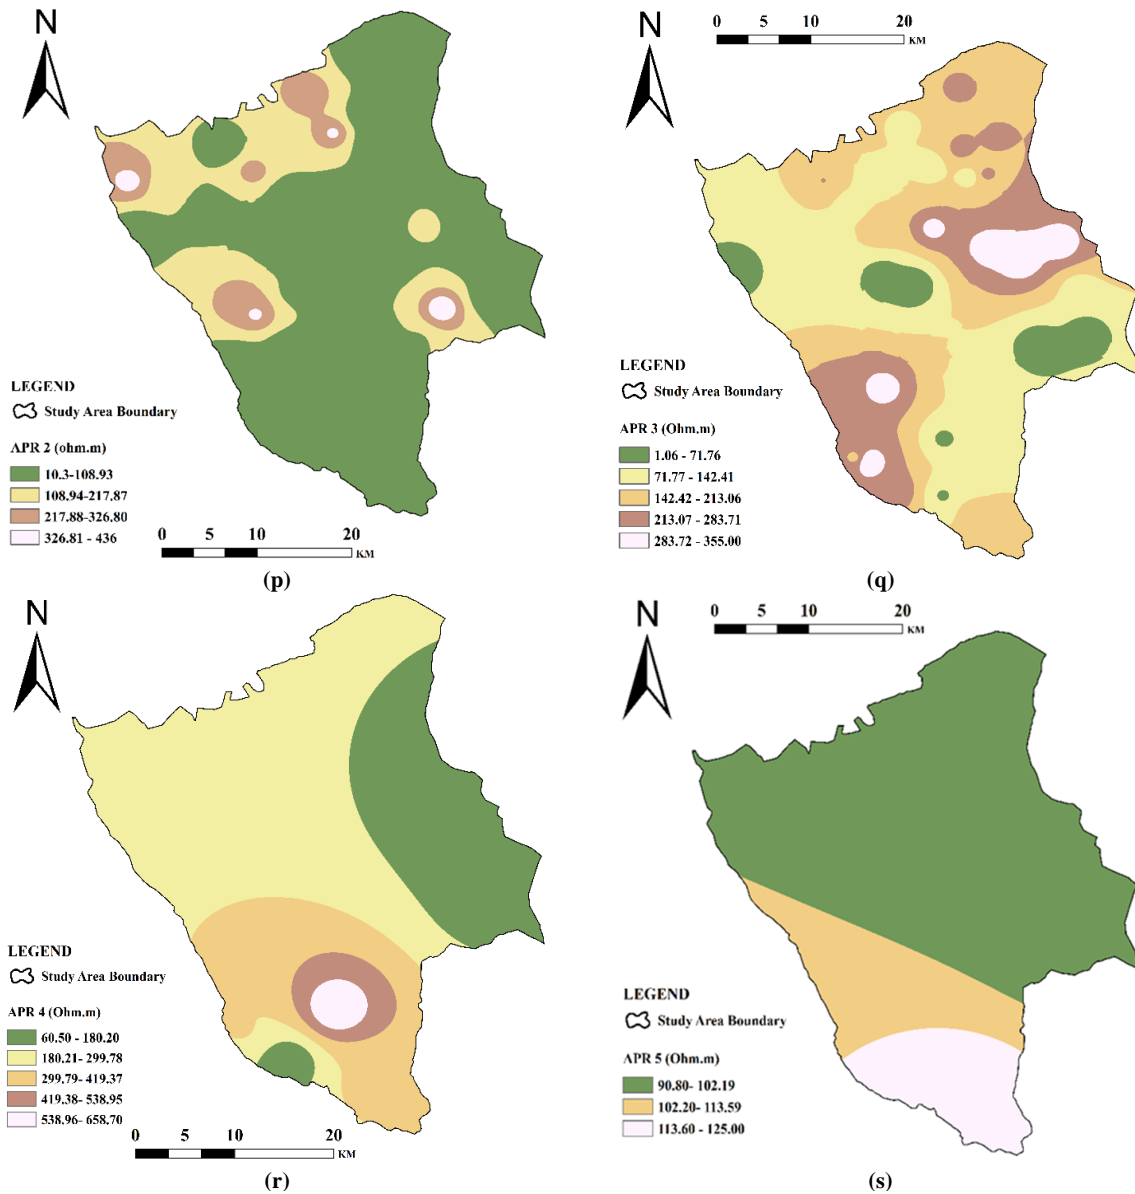 N
LEGEND
Study Area Boundary
APR 2 (ohm.m)
10.3-108.93
108.94-217.87
217.88-326.80
326.81 - 436
0 5 10 20
KM
(p)
N
0 5 10 20
KM
LEGEND
Study Area Boundary
APR 3 (Ohm.m)
1.06 - 71.76
71.77 - 142.41
142.42 - 213.06
213.07 - 283.71
283.72 - 355.00
(q)
N
LEGEND
Study Area Boundary
APR 4 (Ohm.m)
60.50 - 180.20
180.21 - 299.78
299.79- 419.37
419.38- 538.95
538.96- 658.70
0 5 10 20
KM
(r)
N
0 5 10 20
KM
LEGEND
Study Area Boundary
APR 5 (Ohm.m)
90.80- 102.19
102.20- 113.59
113.60 - 125.00
(s)